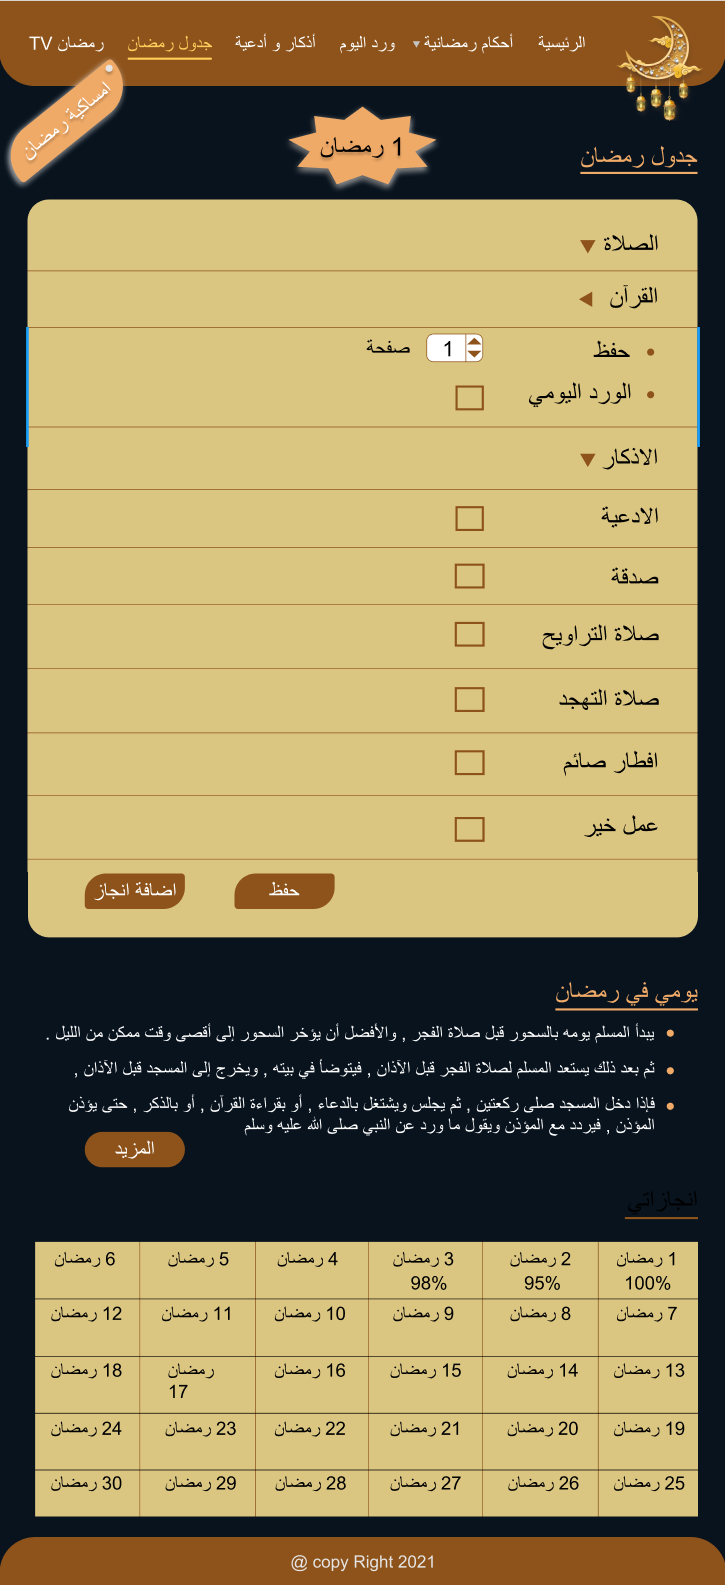 الرئيسية أحكام رمضانية ورد اليوم أذكار و أدعية جدول رمضان رمضان TV
امساكية رمضان
1 رمضان
جدول رمضان
الصلاة
القرآن
حفظ 1 صفحة
الورد اليومي
الاذكار
الادعية
صدقة
صلاة التراويح
صلاة التهجد
افطار صائم
عمل خير
حفظ اضافة انجاز
يومي في رمضان
يبدأ المسلم يومه بالسحور قبل صلاة الفجر , والأفضل أن يؤخر السحور إلى أقصى وقت ممكن من الليل .
ثم بعد ذلك يستعد المسلم لصلاة الفجر قبل الآذان , فيتوضأ في بيته , ويخرج إلى المسجد قبل الآذان ,
فإذا دخل المسجد صلى ركعتين , ثم يجلس ويشتغل بالدعاء , أو بقراءة القرآن , أو بالذكر , حتى يؤذن
المؤذن , فيردد مع المؤذن ويقول ما ورد عن النبي صلى الله عليه وسلم
المزيد
انجازاتي
1 رمضان 2 رمضان 3 رمضان 4 رمضان 5 رمضان 6 رمضان
100% 95% 98%
7 رمضان 8 رمضان 9 رمضان 10 رمضان 11 رمضان 12 رمضان
13 رمضان 14 رمضان 15 رمضان 16 رمضان رمضان 18 رمضان
17
19 رمضان 20 رمضان 21 رمضان 22 رمضان 23 رمضان 24 رمضان
25 رمضان 26 رمضان 27 رمضان 28 رمضان 29 رمضان 30 رمضان
@ copy Right 2021